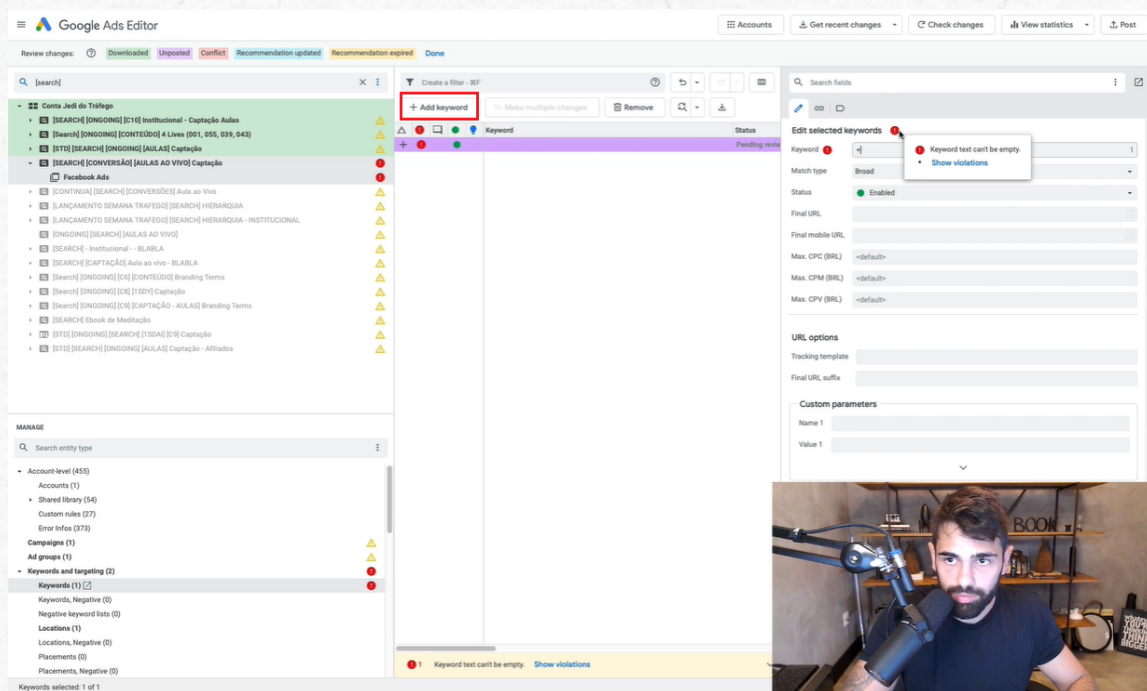 Google Ads Editor
Accounts
Get recent changes
Check changes
View statistics
Post
Review changes:
Downloaded
Unposted
Conflict
Recommendation updated
Recommendation expired
Done
[search]
Conta Jedi do Tráfego
[SEARCH] [ONGOING] [C10] Institucional - Captação Aulas
[Search] [ONGOING] [CONTEÚDO] 4 Lives (001, 055, 039, 043)
[STD] [SEARCH] [ONGOING] [AULAS] Captação
[SEARCH] [CONVERSÃO] [AULAS AO VIVO] Captação
Facebook Ads
[CONTINUA] [SEARCH] [CONVERSÕES] Aula ao Vivo
[LANÇAMENTO SEMANA TRAFEGO] [SEARCH] HIERARQUIA
[LANÇAMENTO SEMANA TRAFEGO] [SEARCH] HIERARQUIA - INSTITUCIONAL
[ONGOING] [SEARCH] [AULAS AO VIVO]
[SEARCH] - Institucional - - BLABLA
[SEARCH] [CAPTAÇÃO] Aula ao vivo - BLABLA
[Search] [ONGOING] [C6] [CONTEÚDO] Branding Terms
[Search] [ONGOING] [C8] [1SDY] Captação
[Search] [ONGOING] [C9] [CAPTAÇÃO - AULAS] Branding Terms
[SEARCH] Ebook de Meditação
[STD] [ONGOING] [SEARCH] [1SDAI] [C9] Captação
[STD] [SEARCH] [ONGOING] [AULAS] Captação - Afiliados
MANAGE
Search entity type
Account-level (455)
Accounts (1)
Shared library (54)
Custom rules (27)
Error Infos (373)
Campaigns (1)
Ad groups (1)
Keywords and targeting (2)
Keywords (1)
Keywords, Negative (0)
Negative keyword lists (0)
Locations (1)
Locations, Negative (0)
Placements (0)
Placements, Negative (0)
Keywords selected: 1 of 1
Create a filter - ⌘F
+ Add keyword
Make multiple changes
Remove
Keyword
Status
Pending revie
1 Keyword text can't be empty. Show violations
Search fields
Edit selected keywords
Keyword
+
1
Keyword text can't be empty.
Show violations
Match type
Broad
Status
Enabled
Final URL
Final mobile URL
Max. CPC (BRL)
<default>
Max. CPM (BRL)
<default>
Max. CPV (BRL)
<default>
URL options
Tracking template
Final URL suffix
Custom parameters
Name 1
Value 1
BOOK
YOU'RE
THINKING
THINK
BIGGER